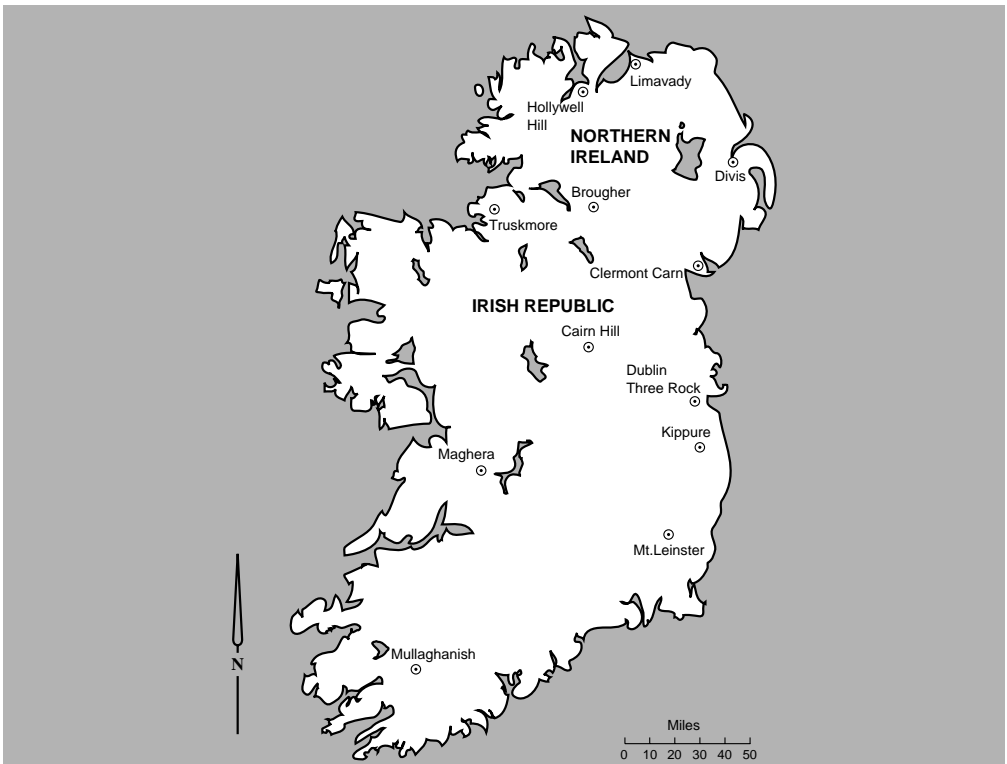 Limavady
Hollywell
Hill
NORTHERN
IRELAND
Divis
Brougher
Truskmore
Clermont Carn
IRISH REPUBLIC
Cairn Hill
Dublin
Three Rock
Kippure
Maghera
Mt.Leinster
N
Mullaghanish
Miles
0 10 20 30 40 50